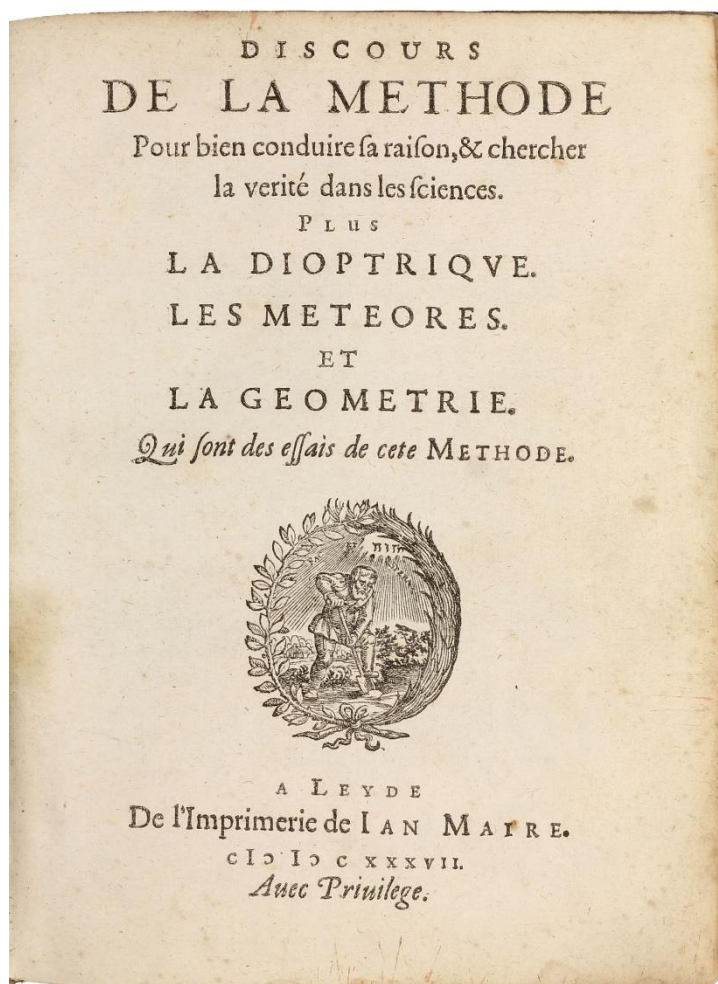 DISCOURS
DE LA METHODE
Pour bien conduire ſa raiſon, & chercher
la verité dans les ſciences.
PLUS
LA DIOPTRIQVE.
LES METEORES.
ET
LA GEOMETRIE.
Qui ſont des eſſais de cete METHODE.
A LEYDE
De l'Imprimerie de IAN MAIRE.
cIↄ Iↄ c xxxvii.
Auec Priuilege.